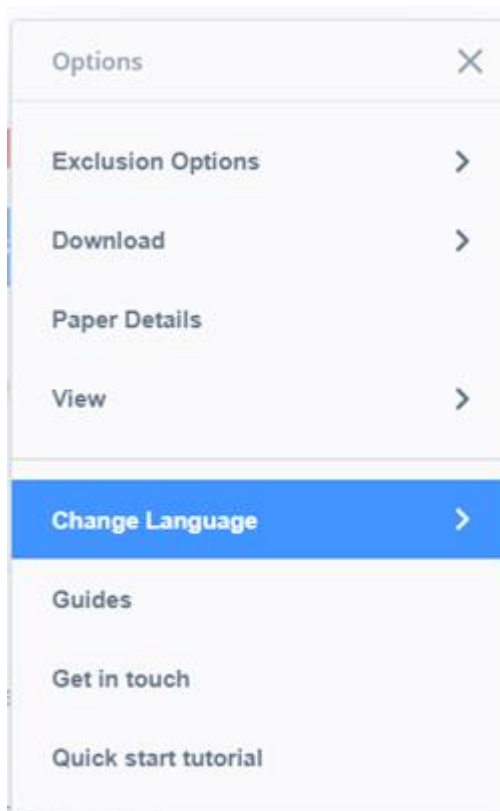 Options
Exclusion Options
Download
Paper Details
View
Change Language
Guides
Get in touch
Quick start tutorial